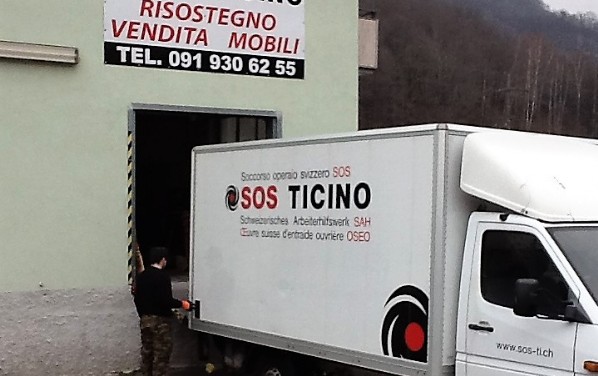 RISOSTEGNO
VENDITA MOBILI
TEL. 091 930 62 55
Soccorso operaio svizzero SOS
SOS TICINO
Schweizerisches Arbeiterhilfswerk SAH
Œuvre suisse d'entraide ouvrière OSEO
www.sos-ti.ch